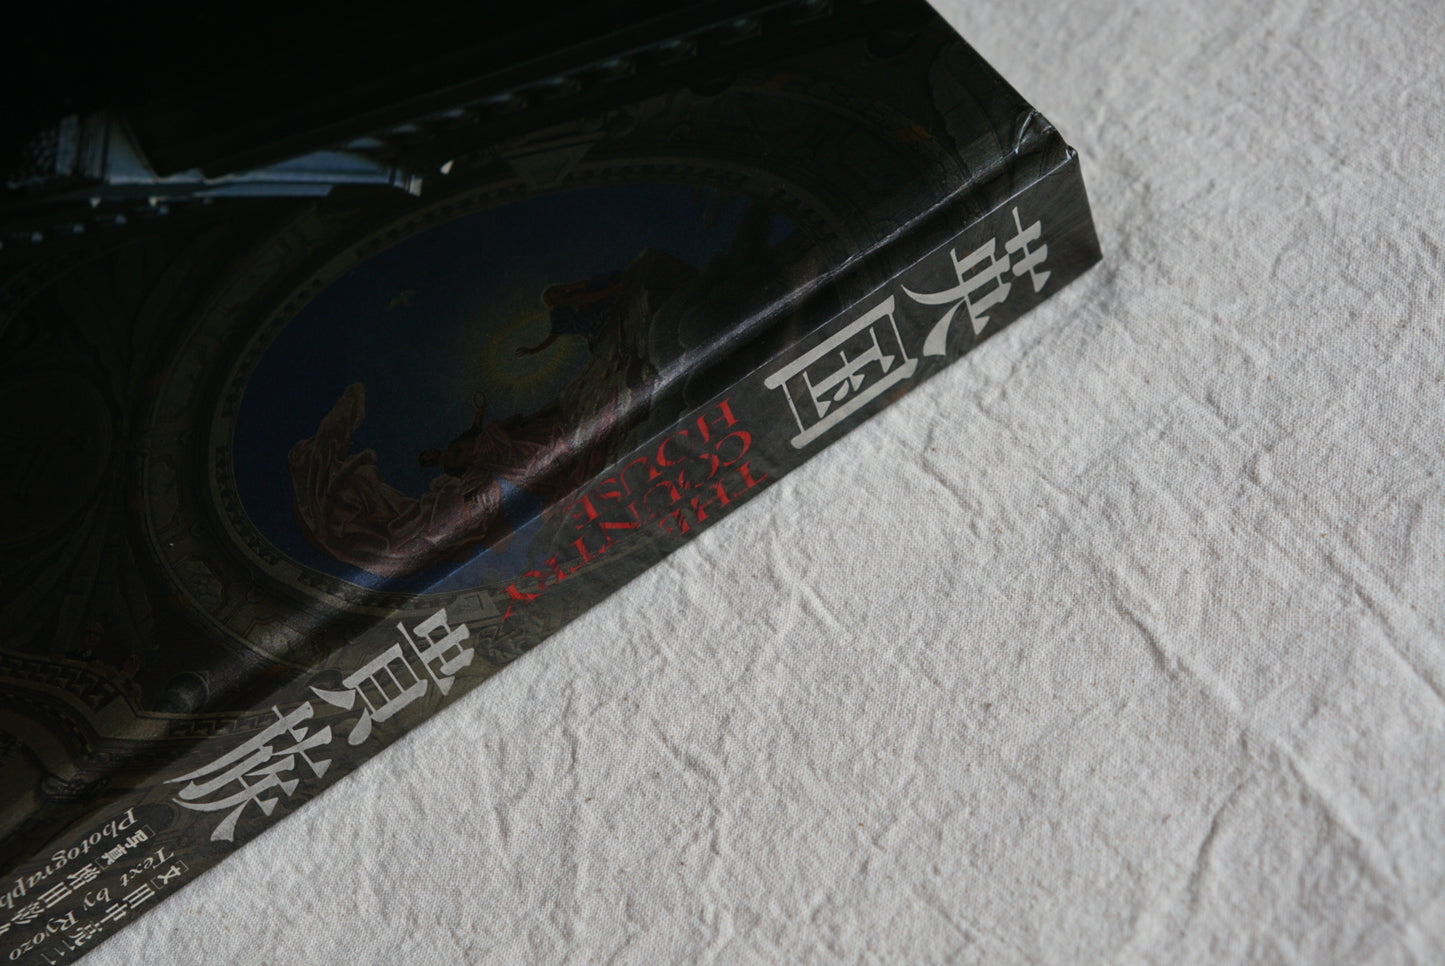 英国
THE
COUNTRY
HOUSE
貴族
[文]田中亮三
Text by Ryozo
[写真]増田彰久
Photograph